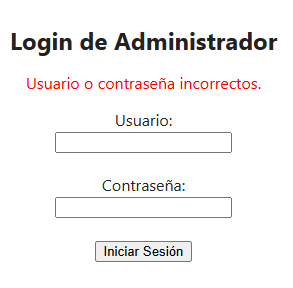 Login de Administrador
Usuario o contraseña incorrectos.
Usuario:
Contraseña:
Iniciar Sesión